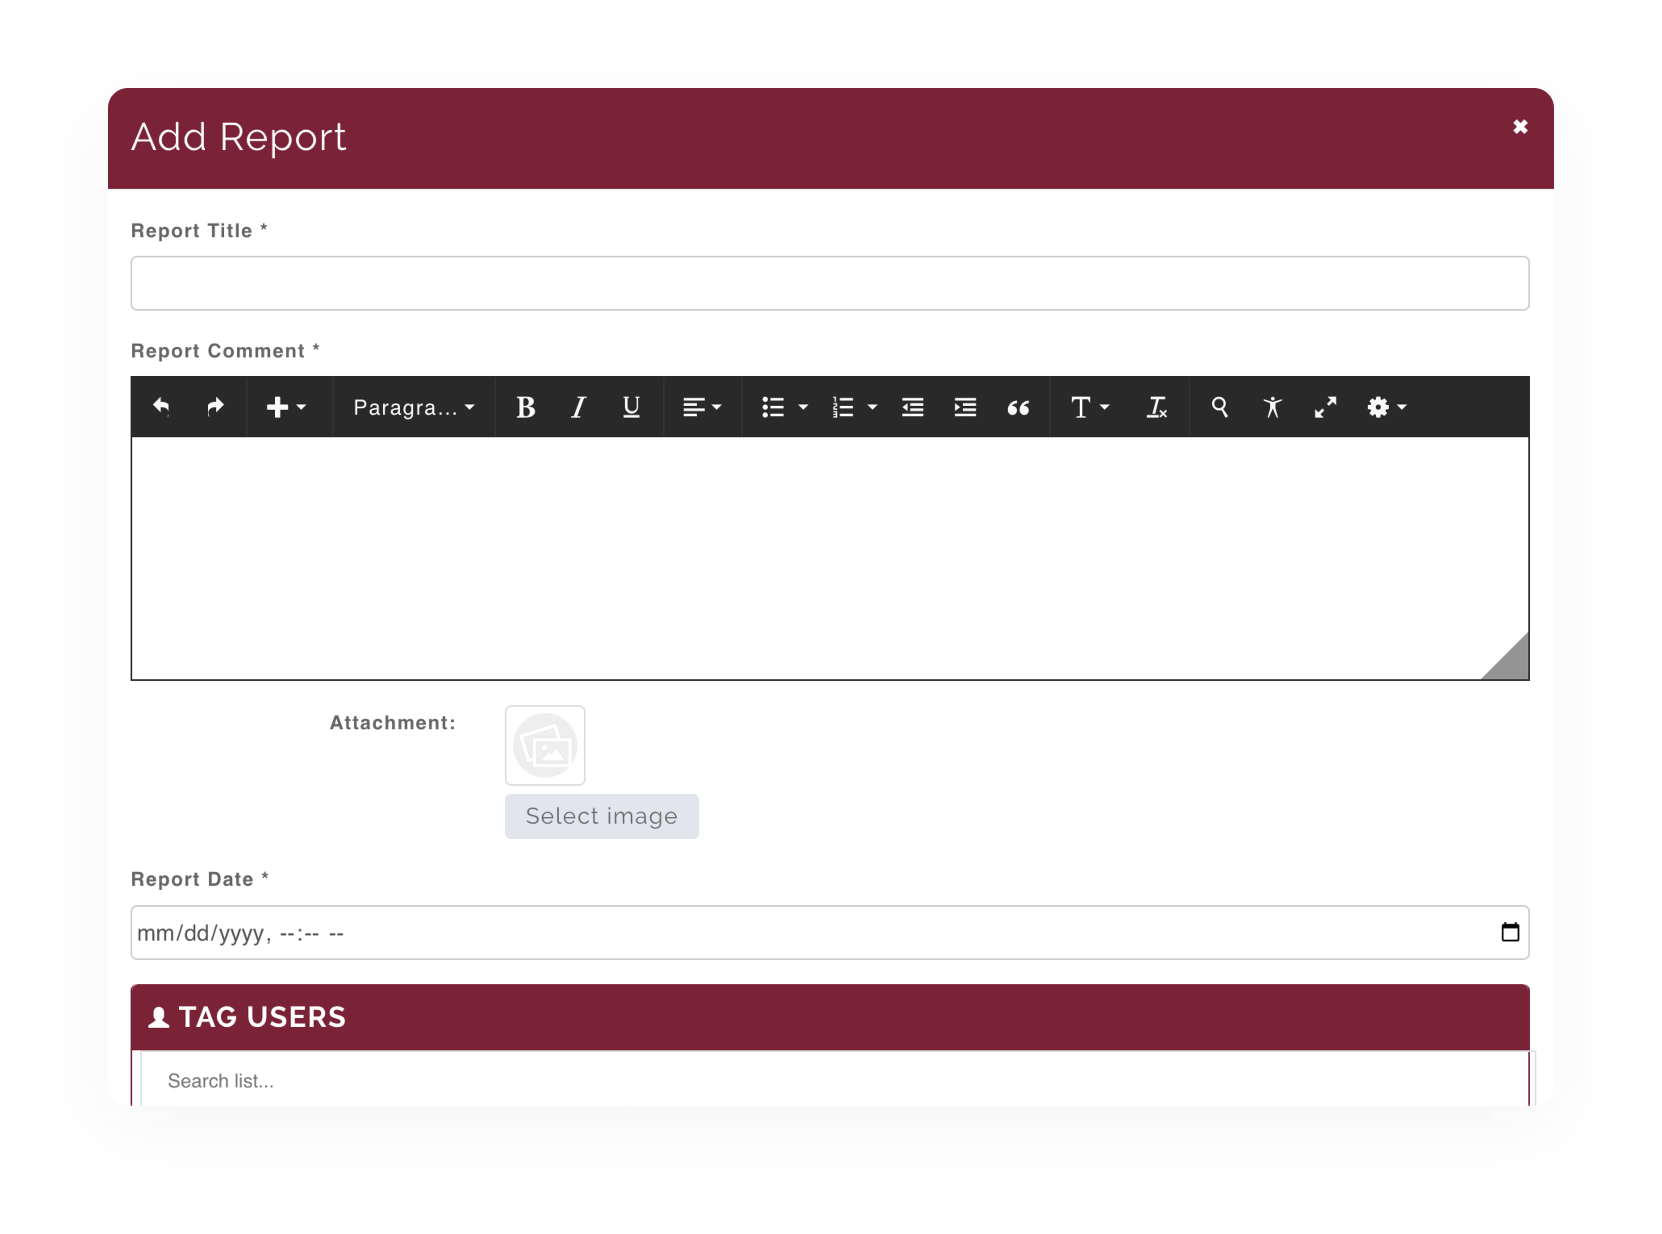 Add Report
Report Title *
Report Comment *
Paragra...
B I U
T
Attachment:
Select image
Report Date *
mm/dd/yyyy, --:-- --
TAG USERS
Search list...